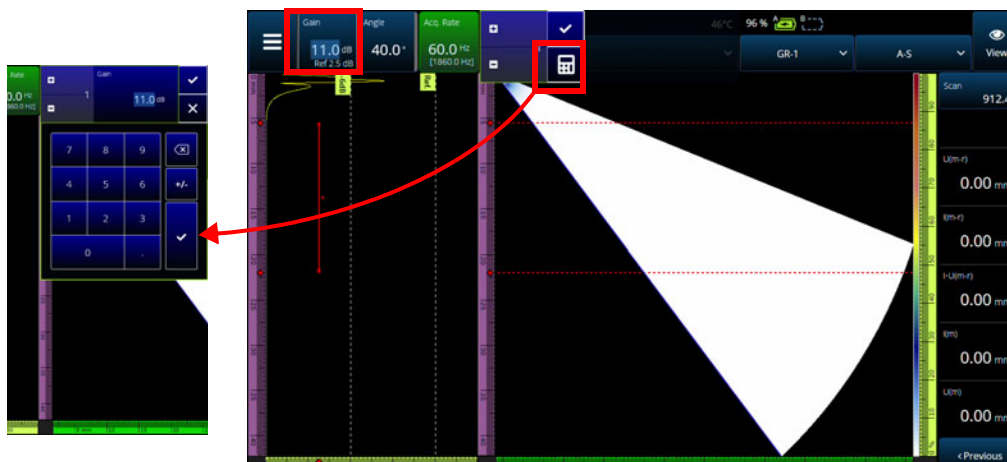 Rate
0.0 Hz
Gain
1
11.0 dB
7 8 9
4 5 6 +/-
1 2 3
0 .
Gain
11.0 dB
Ref 2.5 dB
Angle
40.0°
Acq. Rate
60.0 Hz
[1860.0 Hz]
46°C
96 %
A
B
GR-1
A-S
View
-6dB
Ref.
Scan
912.4
U(m-r)
0.00 mm
I(m-r)
0.00 mm
I-U(m-r)
0.00 mm
I(m)
0.00 mm
U(m)
0.00 mm
< Previous